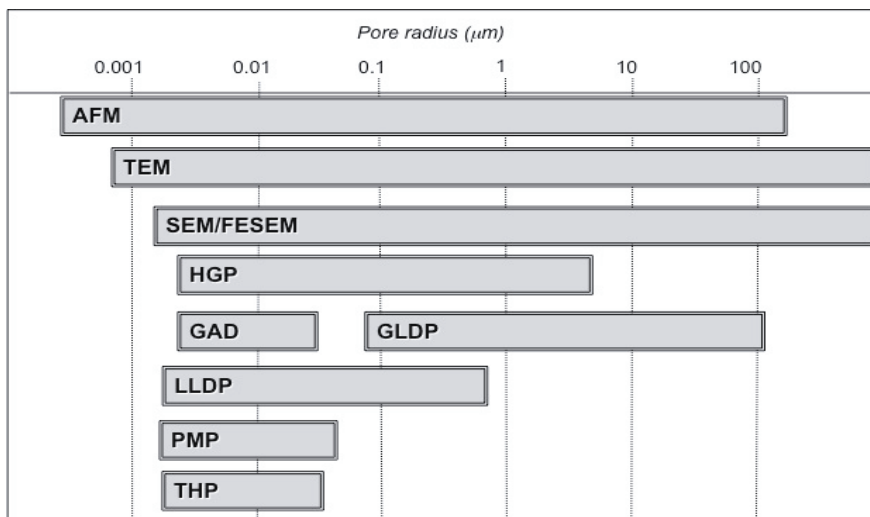 Pore radius (μm)
0.001 0.01 0.1 1 10 100
AFM
TEM
SEM/FESEM
HGP
GAD GLDP
LLDP
PMP
THP